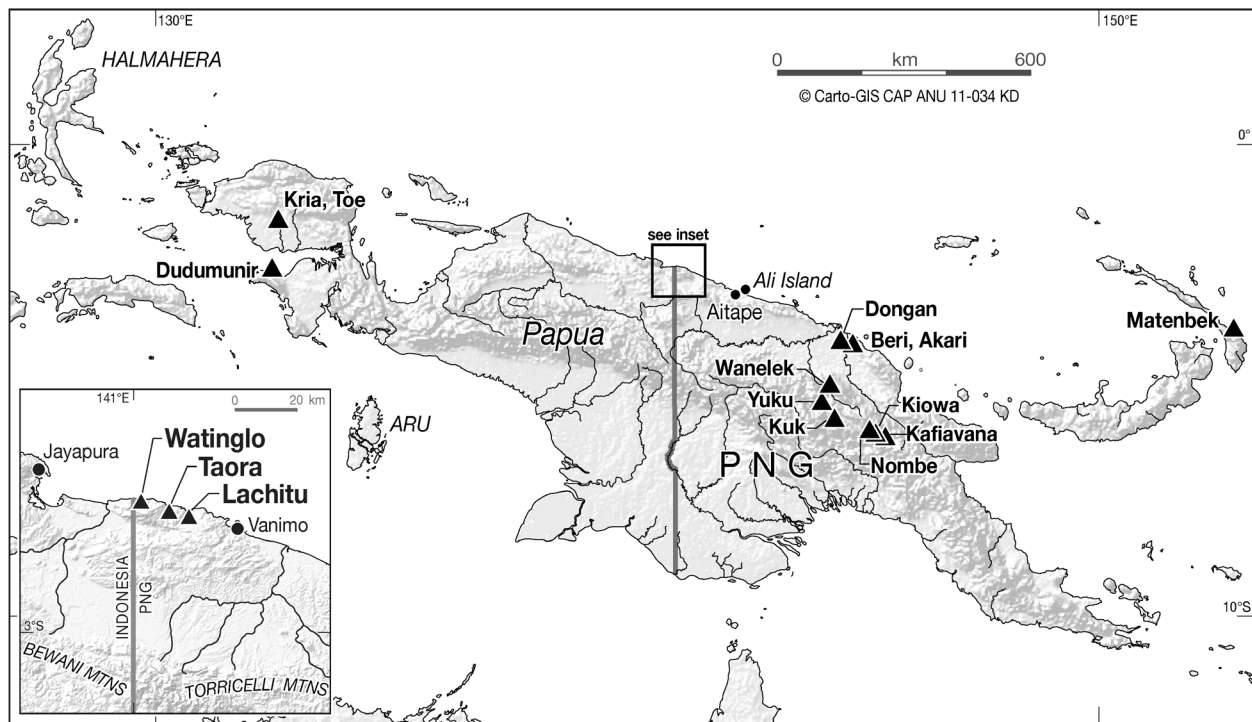 130°E
150°E
HALMAHERA
0 km 600
© Carto-GIS CAP ANU 11-034 KD
0°
Kria, Toe
see inset
Dudumunir
Ali Island
Aitape
Dongan
Papua
Matenbek
Beri, Akari
Wanelek
Yuku
Kiowa
ARU
Kuk
Kafiavana
PNG
Nombe
10°S
141°E
0 20 km
Watinglo
Jayapura
Taora
Lachitu
Vanimo
INDONESIA
PNG
3°S
BEWANI MTNS
TORRICELLI MTNS